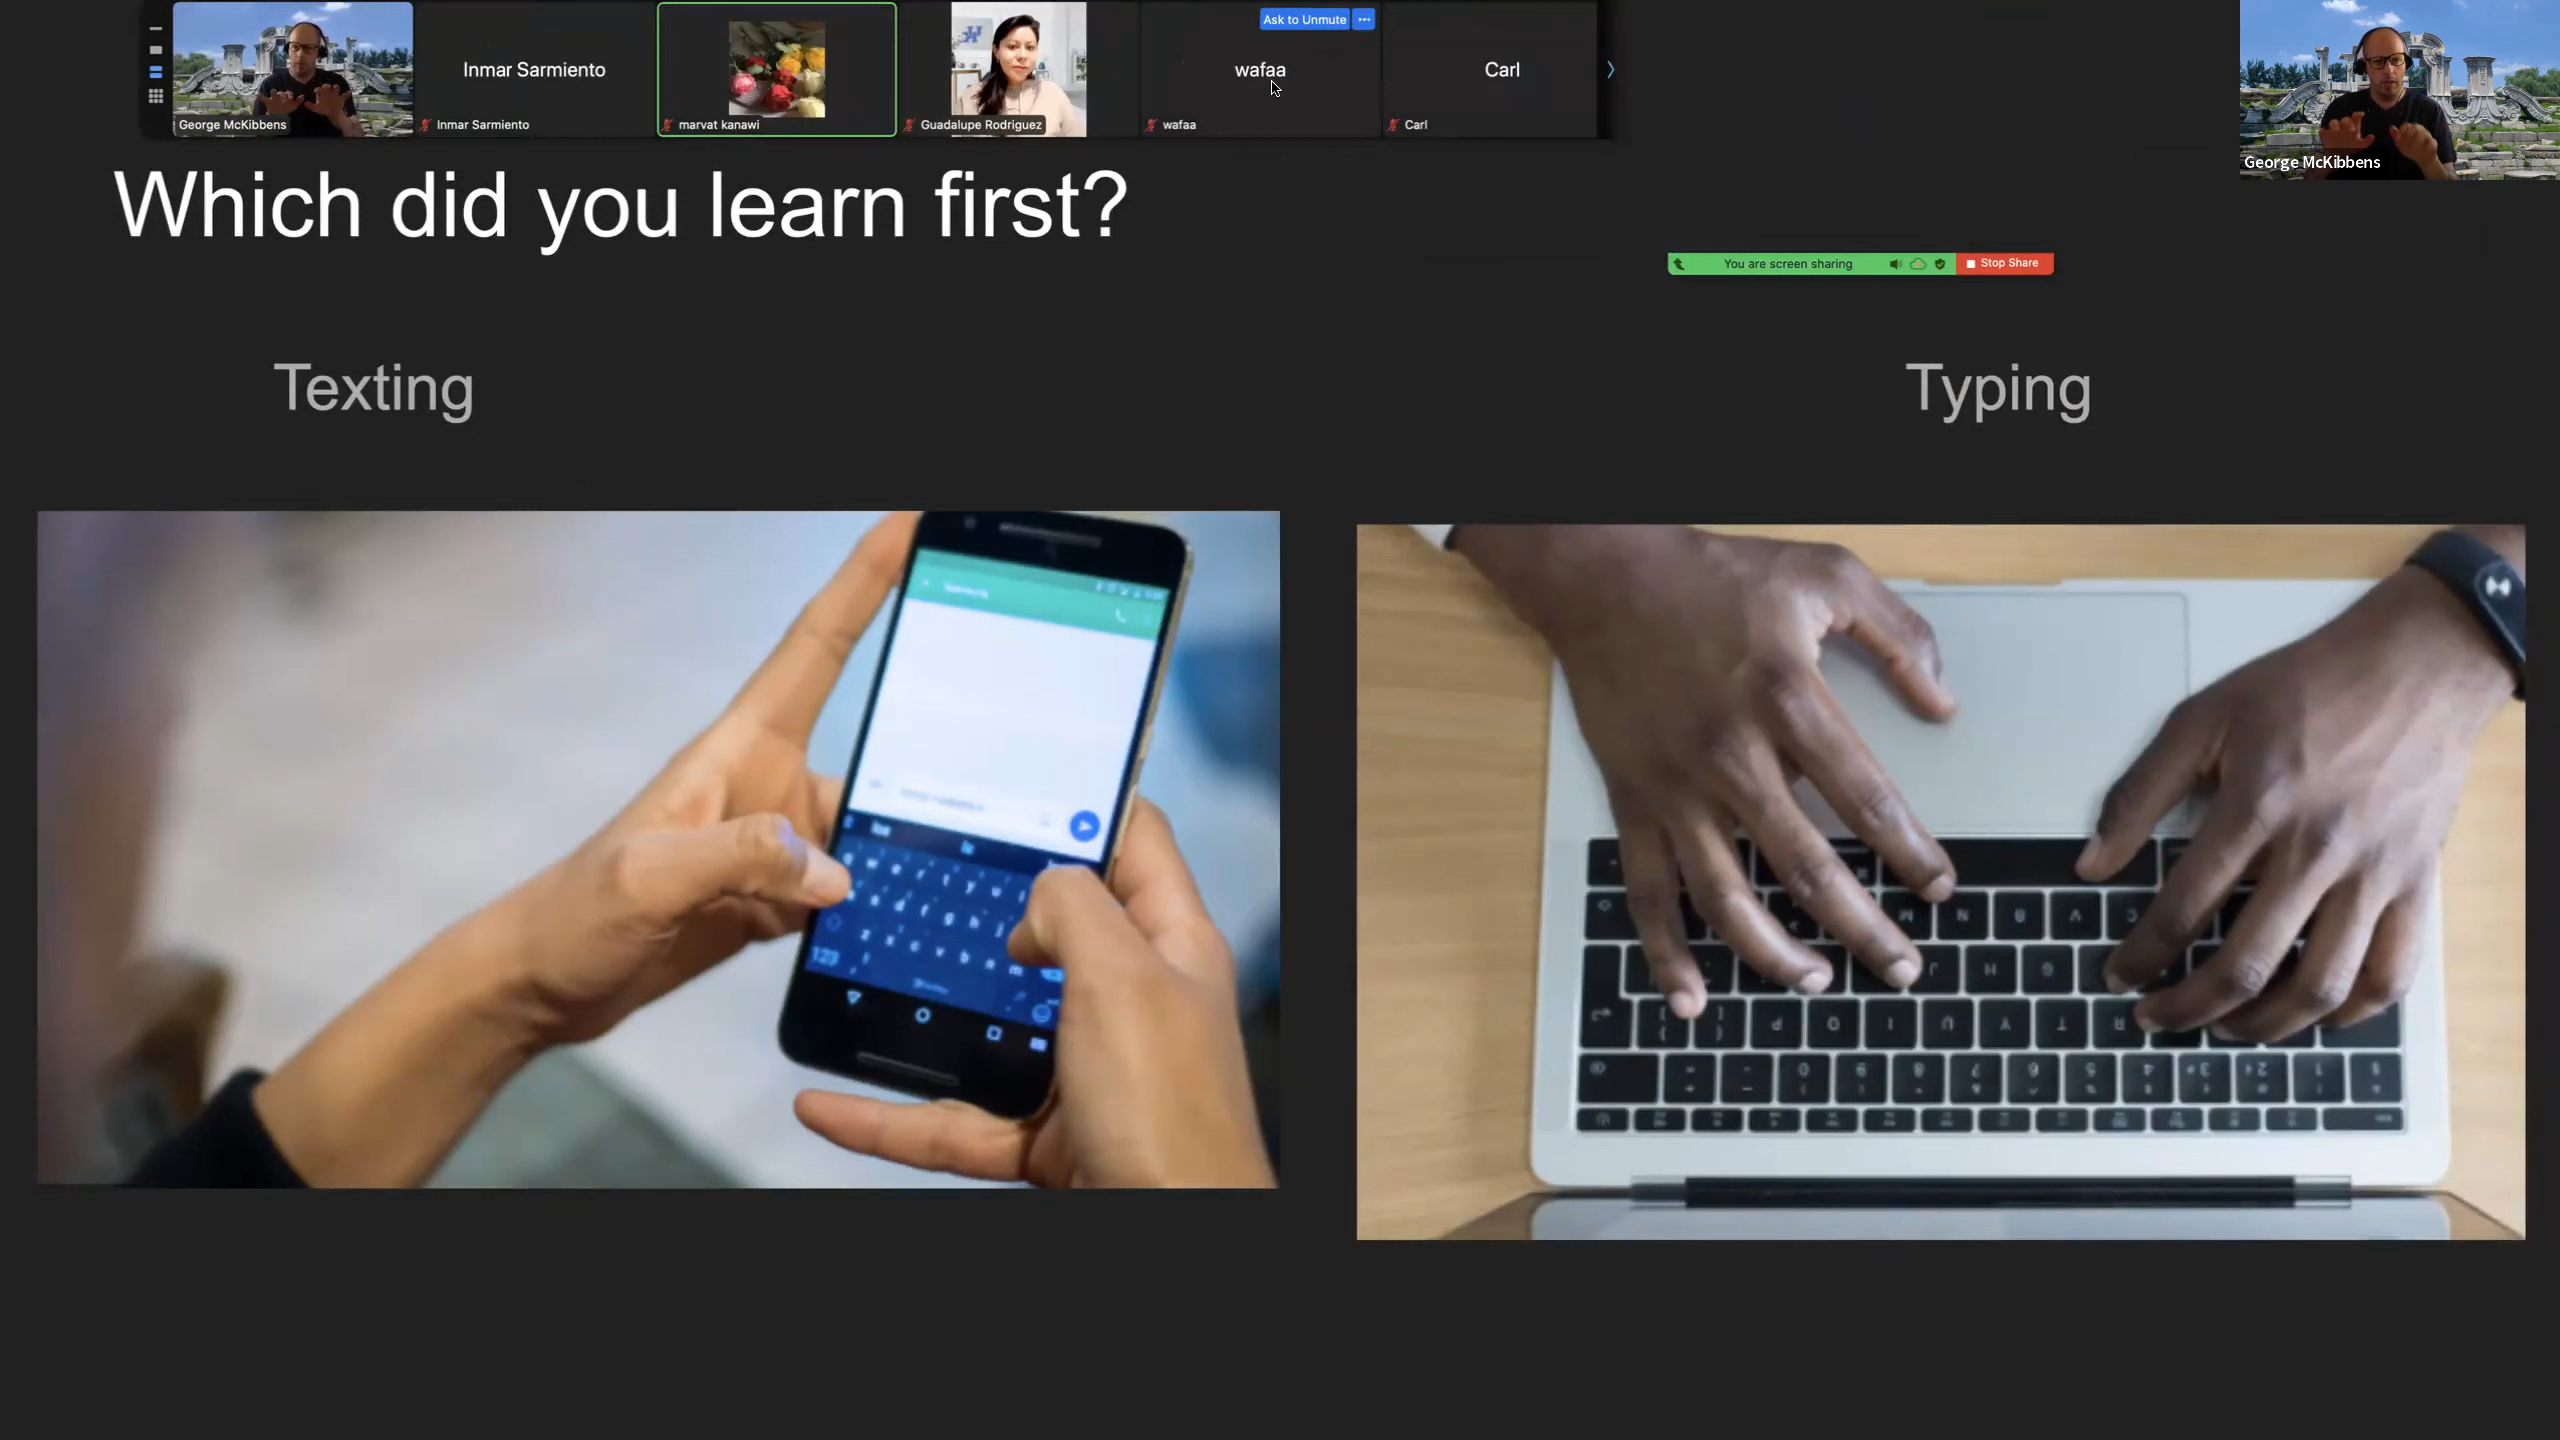 Ask to Unmute
Inmar Sarmiento
wafaa
Carl
George McKibbens
Inmar Sarmiento
marvat kanawi
Guadalupe Rodriguez
wafaa
Carl
George McKibbens
Which did you learn first?
You are screen sharing
Stop Share
Texting
Typing
123